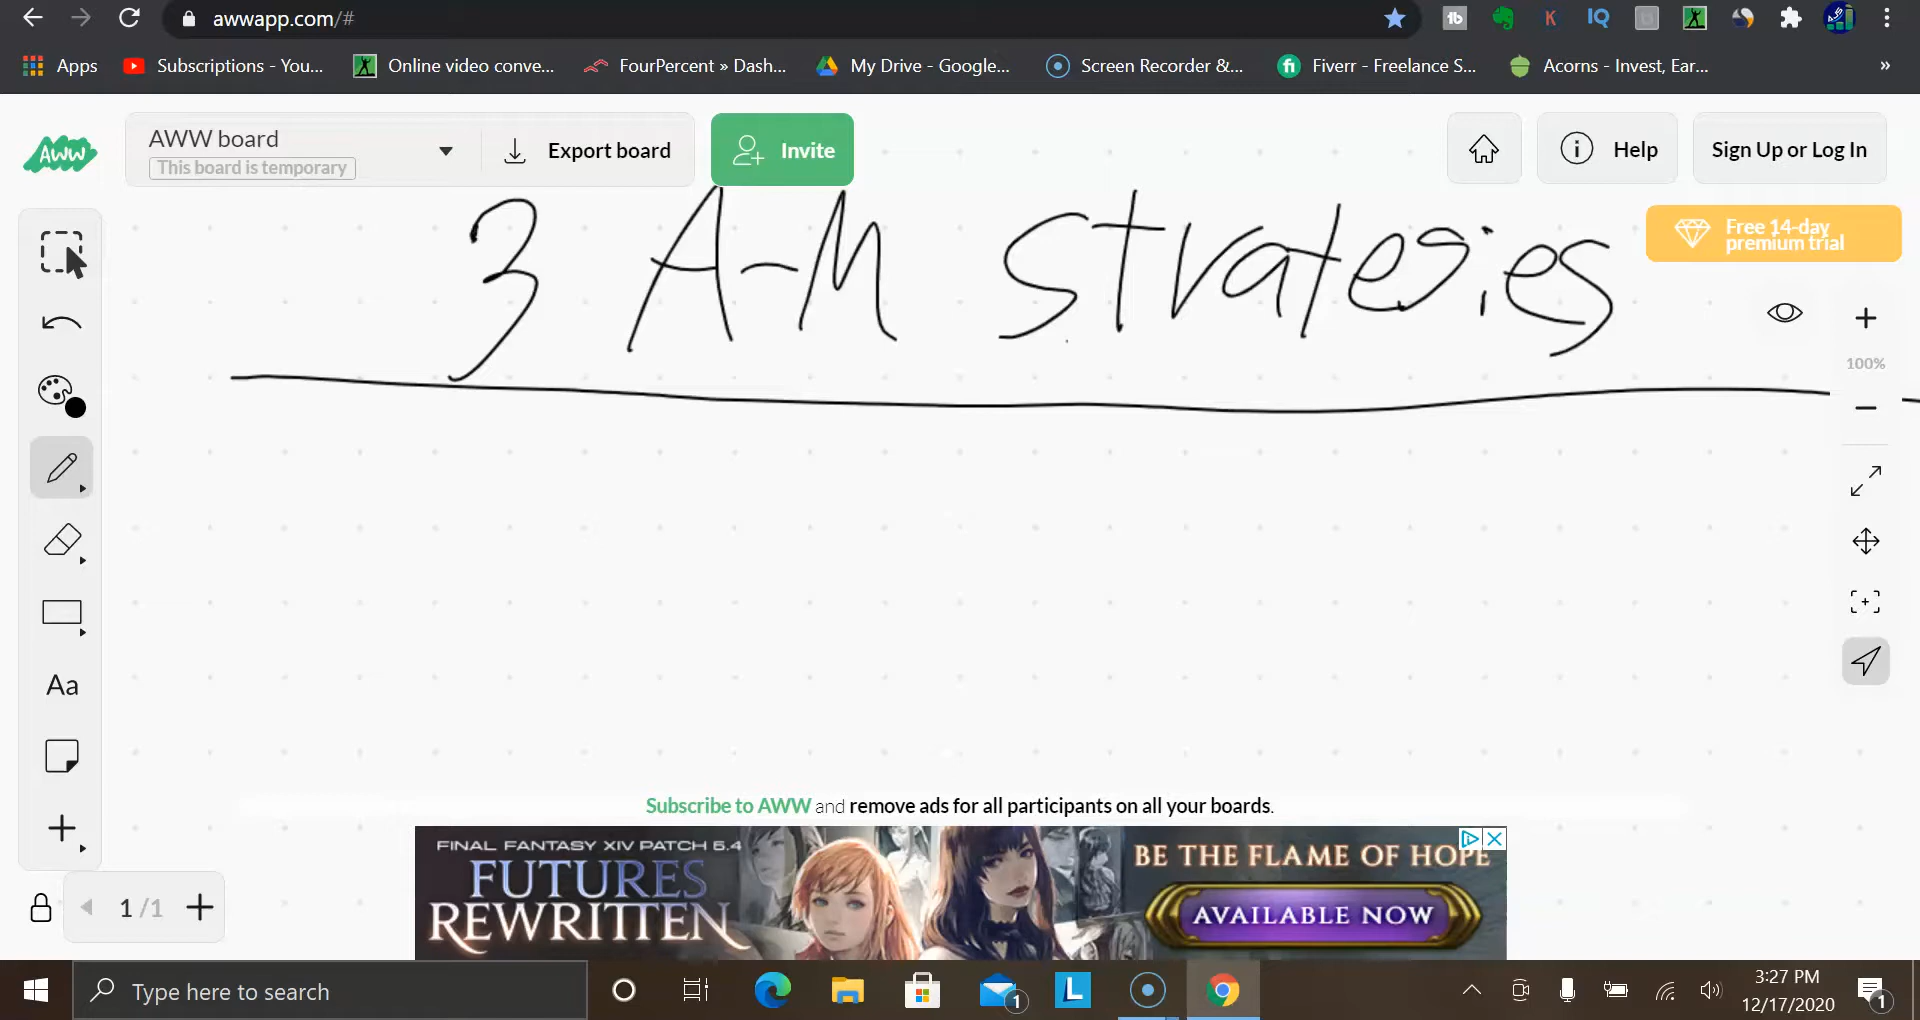 awwapp.com/#
Apps Subscriptions - You... Online video conve... FourPercent » Dash... My Drive - Google... Screen Recorder &... Fiverr - Freelance S... Acorns - Invest, Ear... »
AWW AWW board Export board Invite Help Sign Up or Log In
This board is temporary
3 A-M Strategies
Free 14-day
premium trial
100%
Aa
Subscribe to AWW and remove ads for all participants on all your boards.
FINAL FANTASY XIV PATCH 5.4
FUTURES
REWRITTEN
BE THE FLAME OF HOPE
AVAILABLE NOW
1 /1
Type here to search
3:27 PM
12/17/2020